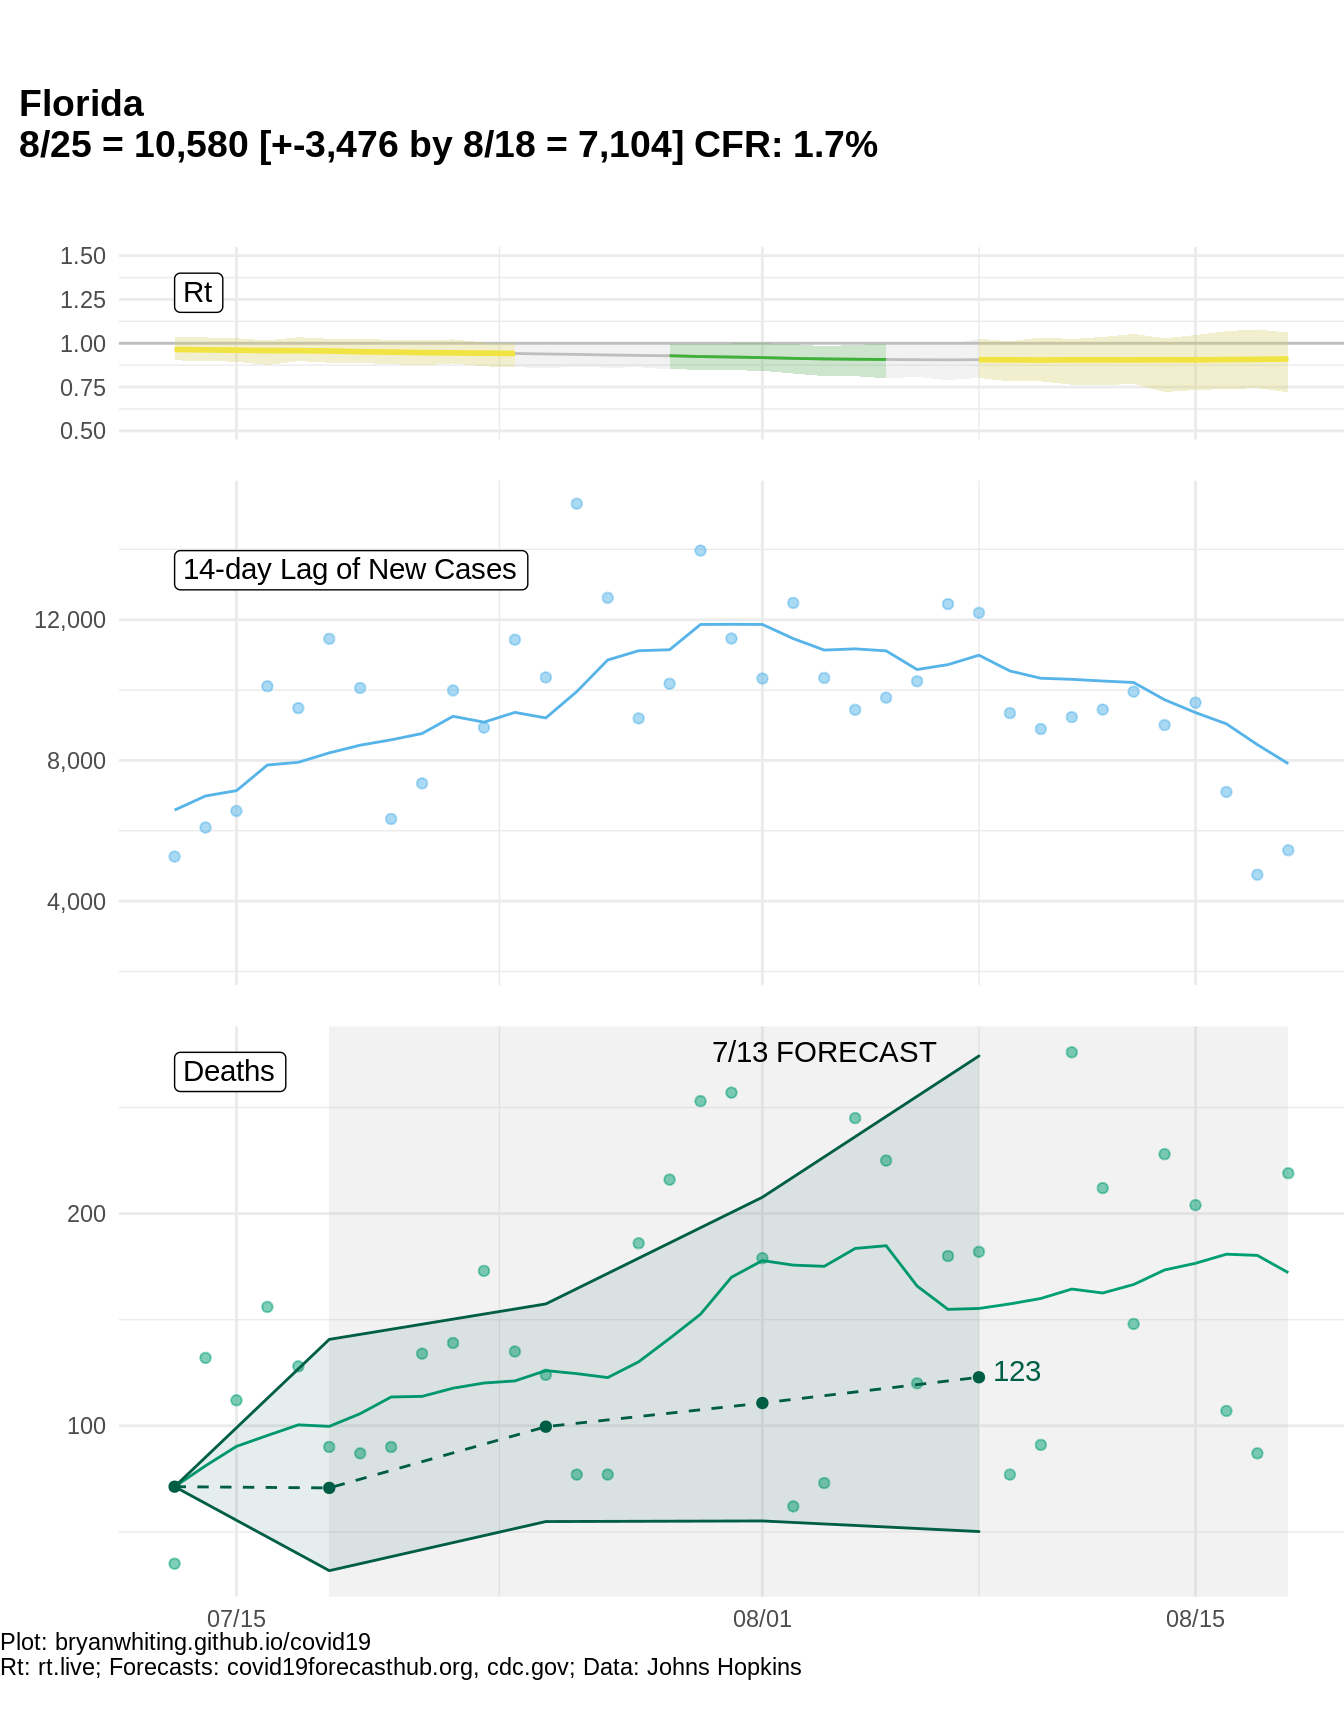 Florida
8/25 = 10,580 [+-3,476 by 8/18 = 7,104] CFR: 1.7%
1.50
Rt
1.25
1.00
0.75
0.50
14-day Lag of New Cases
12,000
8,000
4,000
7/13 FORECAST
Deaths
200
123
100
07/15 08/01 08/15
Plot: bryanwhiting.github.io/covid19
Rt: rt.live; Forecasts: covid19forecasthub.org, cdc.gov; Data: Johns Hopkins